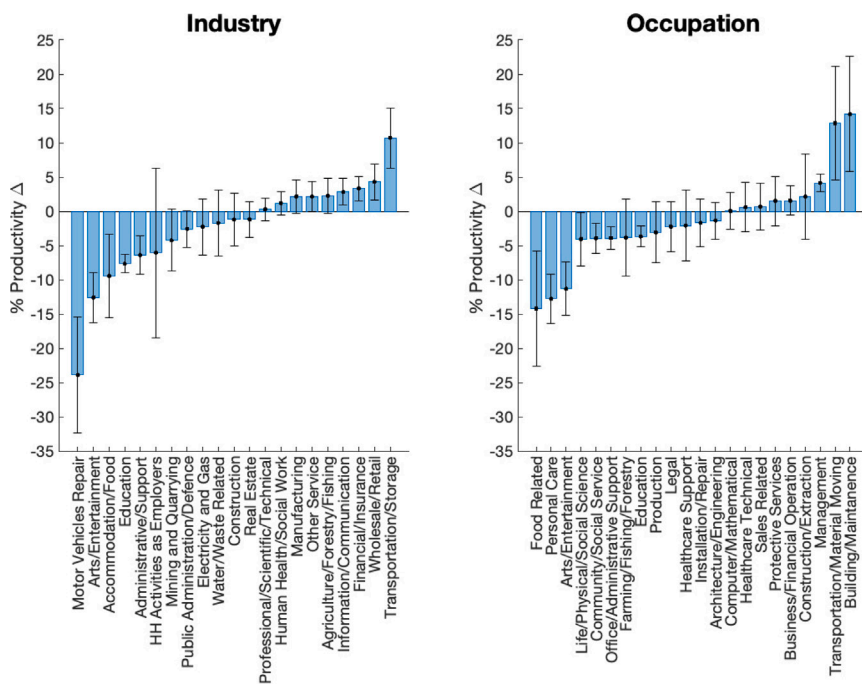 Industry
25
20
15
10
5
0
-5
-10
-15
-20
-25
-30
-35
% Productivity Δ
Motor Vehicles Repair
Arts/Entertainment
Accommodation/Food
Education
Administrative/Support
HH Activities as Employers
Mining and Quarrying
Public Administration/Defence
Electricity and Gas
Water/Waste Related
Construction
Real Estate
Professional/Scientific/Technical
Human Health/Social Work
Manufacturing
Other Service
Agriculture/Forestry/Fishing
Information/Communication
Financial/Insurance
Wholesale/Retail
Transportation/Storage
Occupation
25
20
15
10
5
0
-5
-10
-15
-20
-25
-30
-35
% Productivity Δ
Food Related
Personal Care
Arts/Entertainment
Life/Physical/Social Science
Community/Social Service
Office/Administrative Support
Farming/Fishing/Forestry
Education
Production
Legal
Healthcare Support
Installation/Repair
Architecture/Engineering
Computer/Mathematical
Healthcare Technical
Sales Related
Protective Services
Business/Financial Operation
Construction/Extraction
Management
Transportation/Material Moving
Building/Maintanence